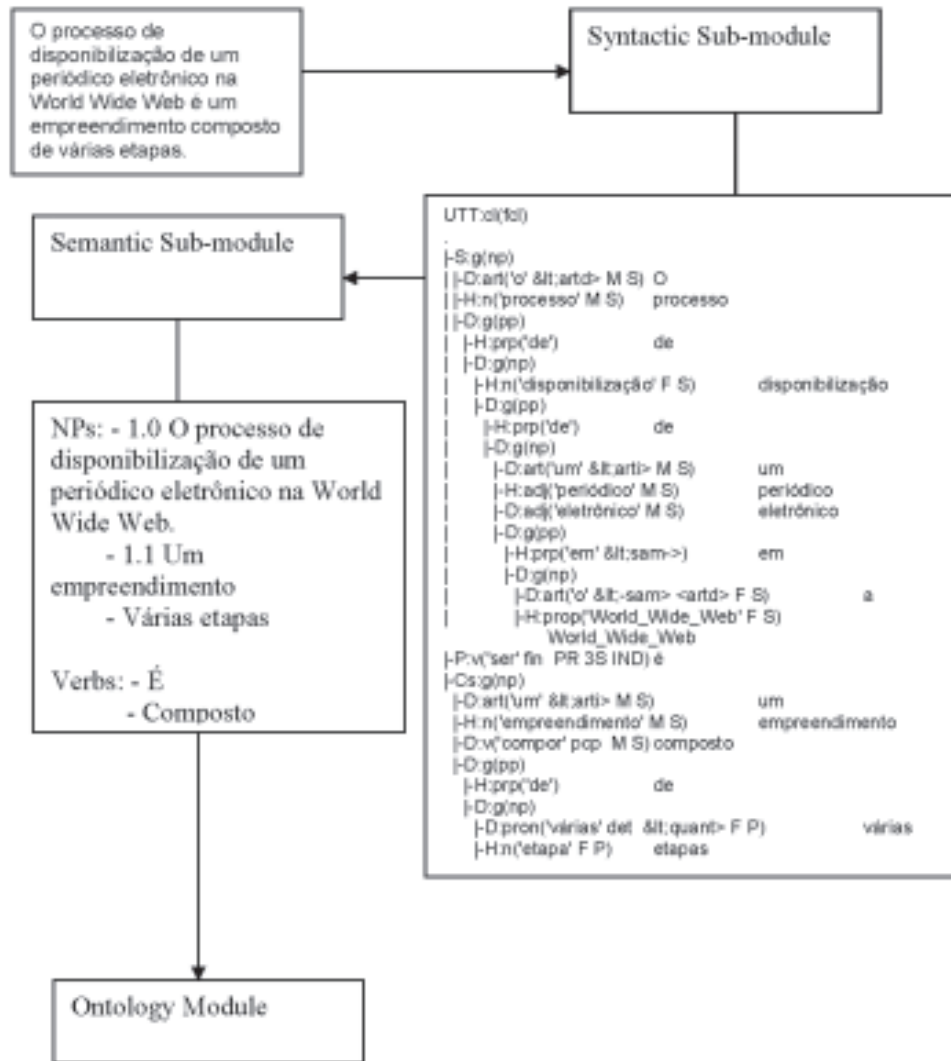 O processo de
disponibilização de um
periódico eletrônico na
World Wide Web é um
empreendimento composto
de várias etapas.
Syntactic Sub-module
UTT:cl(fcl)
.
|-S:g(np)
| |-D:art('o' &lt;artd> M S) O
| |-H:n('processo' M S) processo
| |-D:g(pp)
| |-H:prp('de') de
| |-D:g(np)
| |-H:n('disponibilização' F S) disponibilização
| |-D:g(pp)
| |-H:prp('de') de
| |-D:g(np)
| |-D:art('um' &lt;arti> M S) um
| |-H:adj('periódico' M S) periódico
| |-D:adj('eletrônico' M S) eletrônico
| |-D:g(pp)
| |-H:prp('em' &lt;sam->) em
| |-D:g(np)
| |-D:art('o' &lt;-sam> <artd> F S) a
| |-H:prop('World_Wide_Web' F S)
World_Wide_Web
|-P:v('ser' fin PR 3S IND) é
|-Cs:g(np)
|-D:art('um' &lt;arti> M S) um
|-H:n('empreendimento' M S) empreendimento
|-D:v('compor' pcp M S) composto
|-D:g(pp)
|-H:prp('de') de
|-D:g(np)
|-D:pron('várias' det &lt;quant> F P) várias
|-H:n('etapa' F P) etapas
Semantic Sub-module
NPs: - 1.0 O processo de
disponibilização de um
periódico eletrônico na World
Wide Web.
- 1.1 Um
empreendimento
- Várias etapas
Verbs: - É
- Composto
Ontology Module